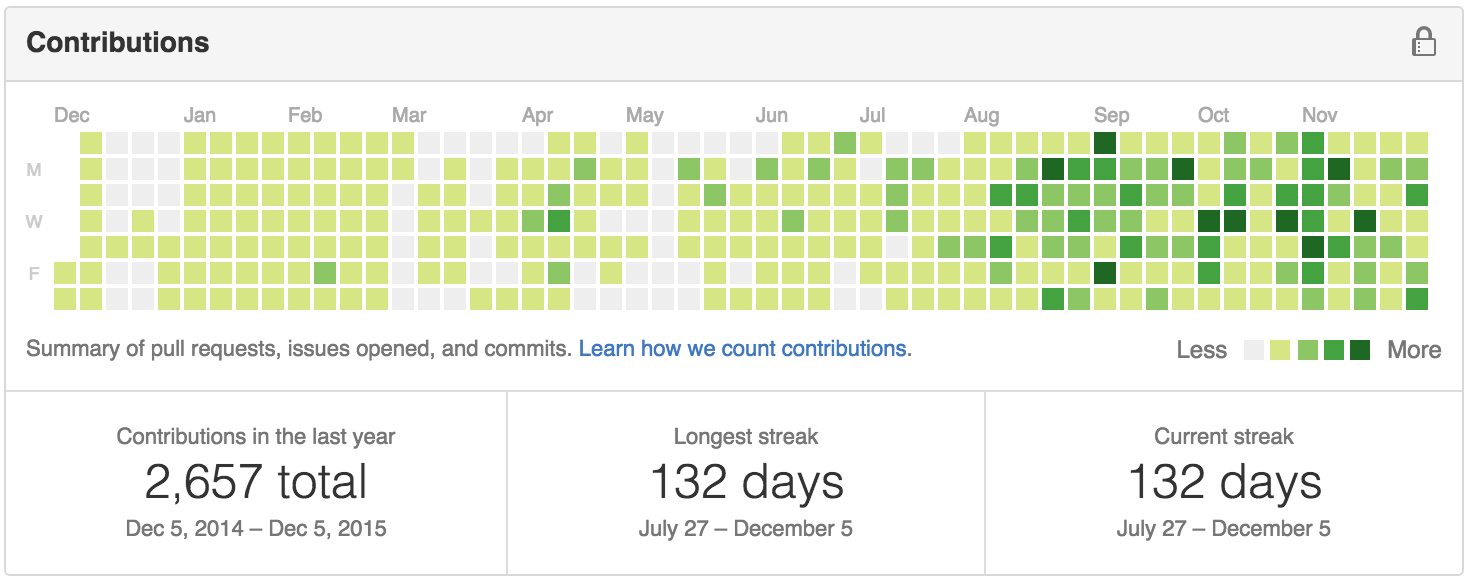 Contributions
Dec Jan Feb Mar Apr May Jun Jul Aug Sep Oct Nov
M
W
F
Summary of pull requests, issues opened, and commits. Learn how we count contributions.
Less More
Contributions in the last year
2,657 total
Dec 5, 2014 – Dec 5, 2015
Longest streak
132 days
July 27 – December 5
Current streak
132 days
July 27 – December 5